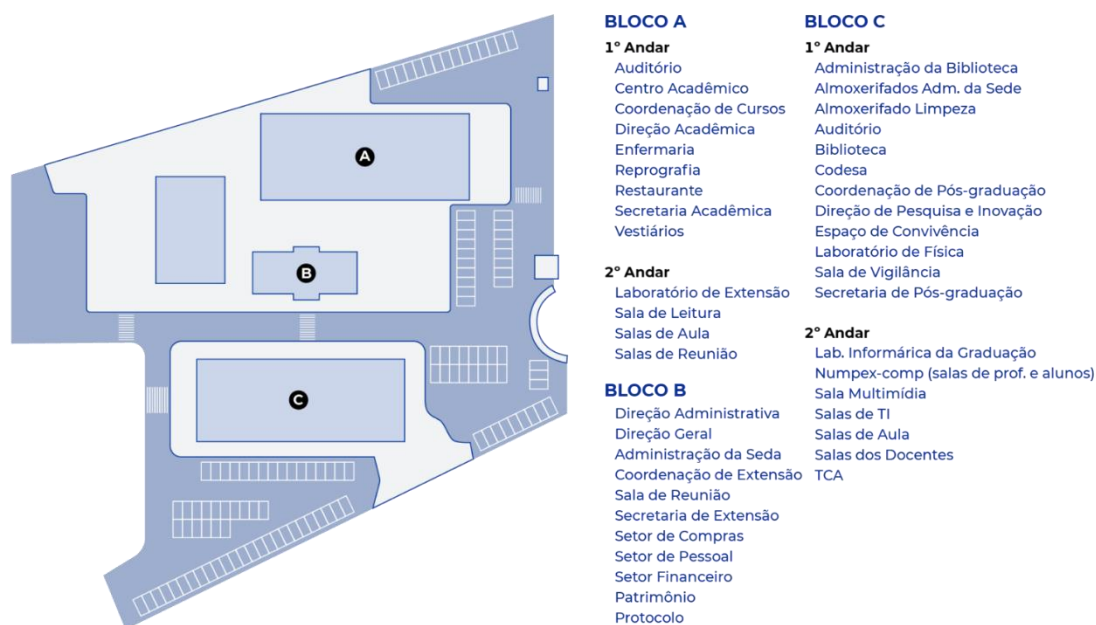 A
B
C
BLOCO A
1º Andar
Auditório
Centro Acadêmico
Coordenação de Cursos
Direção Acadêmica
Enfermaria
Reprografia
Restaurante
Secretaria Acadêmica
Vestiários
2º Andar
Laboratório de Extensão
Sala de Leitura
Salas de Aula
Salas de Reunião
BLOCO B
Direção Administrativa
Direção Geral
Administração da Seda
Coordenação de Extensão
Sala de Reunião
Secretaria de Extensão
Setor de Compras
Setor de Pessoal
Setor Financeiro
Patrimônio
Protocolo
BLOCO C
1º Andar
Administração da Biblioteca
Almoxerifados Adm. da Sede
Almoxerifado Limpeza
Auditório
Biblioteca
Codesa
Coordenação de Pós-graduação
Direção de Pesquisa e Inovação
Espaço de Convivência
Laboratório de Física
Sala de Vigilância
Secretaria de Pós-graduação
2º Andar
Lab. Informárica da Graduação
Numpex-comp (salas de prof. e alunos)
Sala Multimídia
Salas de TI
Salas de Aula
Salas dos Docentes
TCA